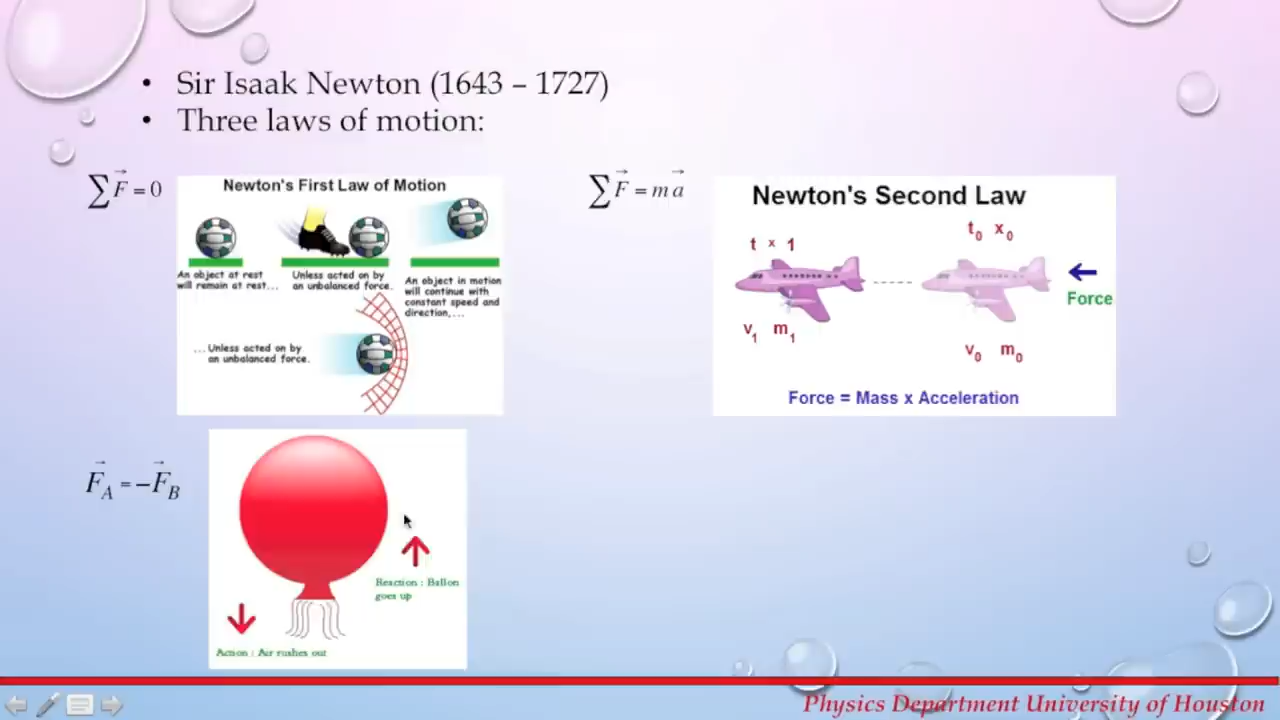 • Sir Isaak Newton (1643 – 1727)
• Three laws of motion:
∑F⃗ = 0
Newton's First Law of Motion
An object at rest
will remain at rest...
Unless acted on by
an unbalanced force.
An object in motion
will continue with
constant speed and
direction,...
... Unless acted on by
an unbalanced force.
∑F⃗ = m a⃗
Newton's Second Law
t x 1
t₀ x₀
Force
v₁ m₁
v₀ m₀
Force = Mass x Acceleration
F⃗_A = −F⃗_B
Reaction : Ballon
goes up
Action : Air rushes out
Physics Department University of Houston